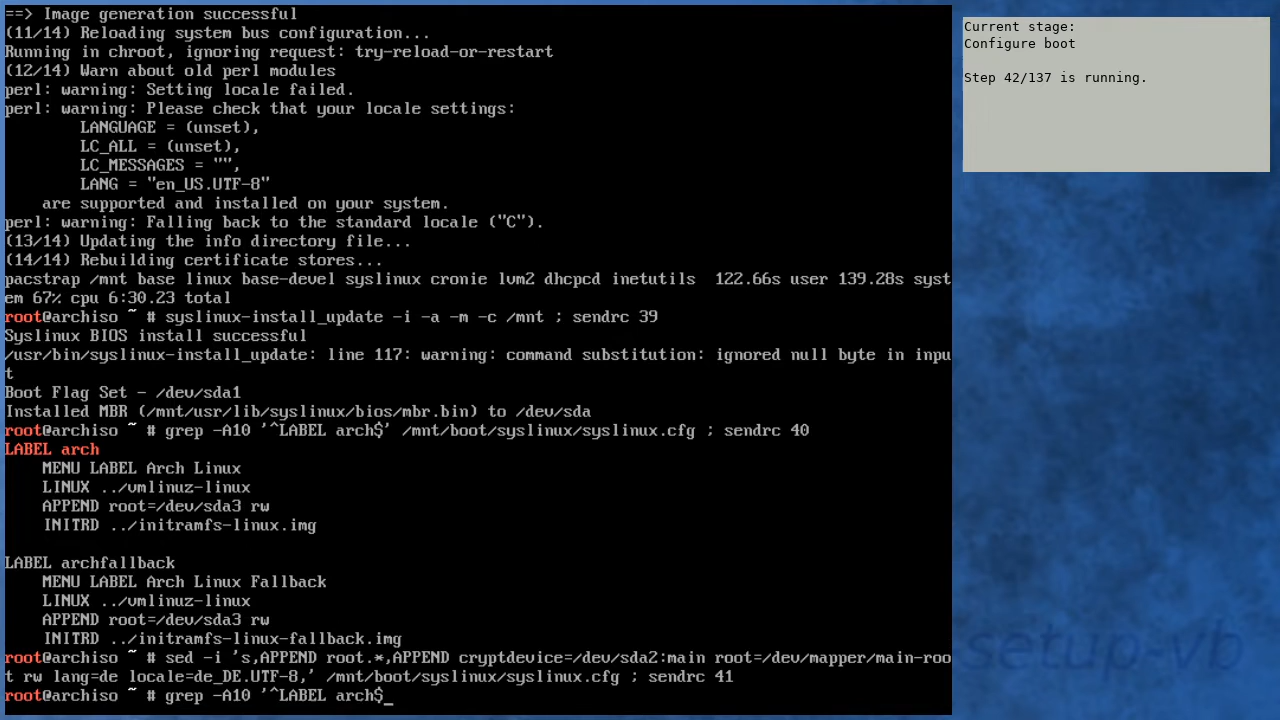 ==> Image generation successful
(11/14) Reloading system bus configuration...
Running in chroot, ignoring request: try-reload-or-restart
(12/14) Warn about old perl modules
perl: warning: Setting locale failed.
perl: warning: Please check that your locale settings:
        LANGUAGE = (unset),
        LC_ALL = (unset),
        LC_MESSAGES = "",
        LANG = "en_US.UTF-8"
    are supported and installed on your system.
perl: warning: Falling back to the standard locale ("C").
(13/14) Updating the info directory file...
(14/14) Rebuilding certificate stores...
pacstrap /mnt base linux base-devel syslinux cronie lvm2 dhcpcd inetutils  122.66s user 139.28s syst
em 67% cpu 6:30.23 total
root@archiso ~ # syslinux-install_update -i -a -m -c /mnt ; sendrc 39
Syslinux BIOS install successful
/usr/bin/syslinux-install_update: line 117: warning: command substitution: ignored null byte in inpu
t
Boot Flag Set - /dev/sda1
Installed MBR (/mnt/usr/lib/syslinux/bios/mbr.bin) to /dev/sda
root@archiso ~ # grep -A10 '^LABEL arch$' /mnt/boot/syslinux/syslinux.cfg ; sendrc 40
LABEL arch
    MENU LABEL Arch Linux
    LINUX ../vmlinuz-linux
    APPEND root=/dev/sda3 rw
    INITRD ../initramfs-linux.img

LABEL archfallback
    MENU LABEL Arch Linux Fallback
    LINUX ../vmlinuz-linux
    APPEND root=/dev/sda3 rw
    INITRD ../initramfs-linux-fallback.img
root@archiso ~ # sed -i 's,APPEND root.*,APPEND cryptdevice=/dev/sda2:main root=/dev/mapper/main-roo
t rw lang=de locale=de_DE.UTF-8,' /mnt/boot/syslinux/syslinux.cfg ; sendrc 41
root@archiso ~ # grep -A10 '^LABEL arch$_
Current stage:
Configure boot

Step 42/137 is running.
setup-vb